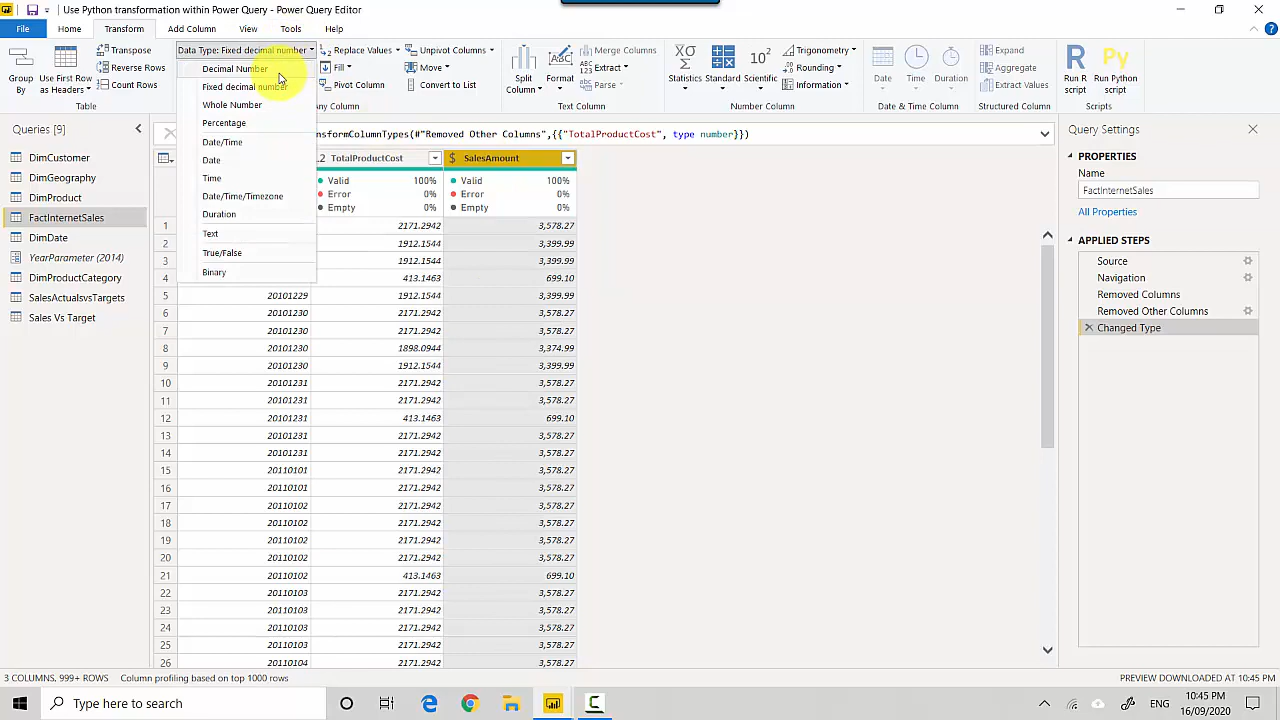 Use Python transformation within Power Query - Power Query Editor
File
Home
Transform
Add Column
View
Tools
Help
Group By
Use First Row as Headers
Transpose
Reverse Rows
Count Rows
Table
Data Type: Fixed decimal number
Decimal Number
Fixed decimal number
Whole Number
Percentage
Date/Time
Date
Time
Date/Time/Timezone
Duration
Text
True/False
Binary
Replace Values
Fill
Pivot Column
Unpivot Columns
Move
Convert to List
ny Column
Split Column
Format
Merge Columns
Extract
Parse
Text Column
Statistics
Standard
Scientific
Trigonometry
Rounding
Information
Number Column
Date
Time
Duration
Date & Time Column
Expand
Aggregate
Extract Values
Structured Column
Run R script
Run Python script
Scripts
Queries [9]
DimCustomer
DimGeography
DimProduct
FactInternetSales
DimDate
YearParameter (2014)
DimProductCategory
SalesActualsvsTargets
Sales Vs Target
ransformColumnTypes(#"Removed Other Columns",{{"TotalProductCost", type number}})
.2 TotalProductCost
$ SalesAmount
Valid 100% Valid 100%
Error 0% Error 0%
Empty 0% Empty 0%
1 2171.2942 3,578.27
2 1912.1544 3,399.99
3 1912.1544 3,399.99
4 413.1463 699.10
5 20101229 1912.1544 3,399.99
6 20101230 2171.2942 3,578.27
7 20101230 2171.2942 3,578.27
8 20101230 1898.0944 3,374.99
9 20101230 1912.1544 3,399.99
10 20101231 2171.2942 3,578.27
11 20101231 2171.2942 3,578.27
12 20101231 413.1463 699.10
13 20101231 2171.2942 3,578.27
14 20101231 2171.2942 3,578.27
15 20110101 2171.2942 3,578.27
16 20110101 2171.2942 3,578.27
17 20110102 2171.2942 3,578.27
18 20110102 2171.2942 3,578.27
19 20110102 2171.2942 3,578.27
20 20110102 2171.2942 3,578.27
21 20110102 413.1463 699.10
22 20110103 2171.2942 3,578.27
23 20110103 2171.2942 3,578.27
24 20110103 2171.2942 3,578.27
25 20110103 2171.2942 3,578.27
26 20110104 2171.2942 3,578.27
Query Settings
PROPERTIES
Name
FactInternetSales
All Properties
APPLIED STEPS
Source
Navigation
Removed Columns
Removed Other Columns
Changed Type
3 COLUMNS, 999+ ROWS Column profiling based on top 1000 rows
PREVIEW DOWNLOADED AT 10:45 PM
Type here to search
ENG
10:45 PM
16/09/2020